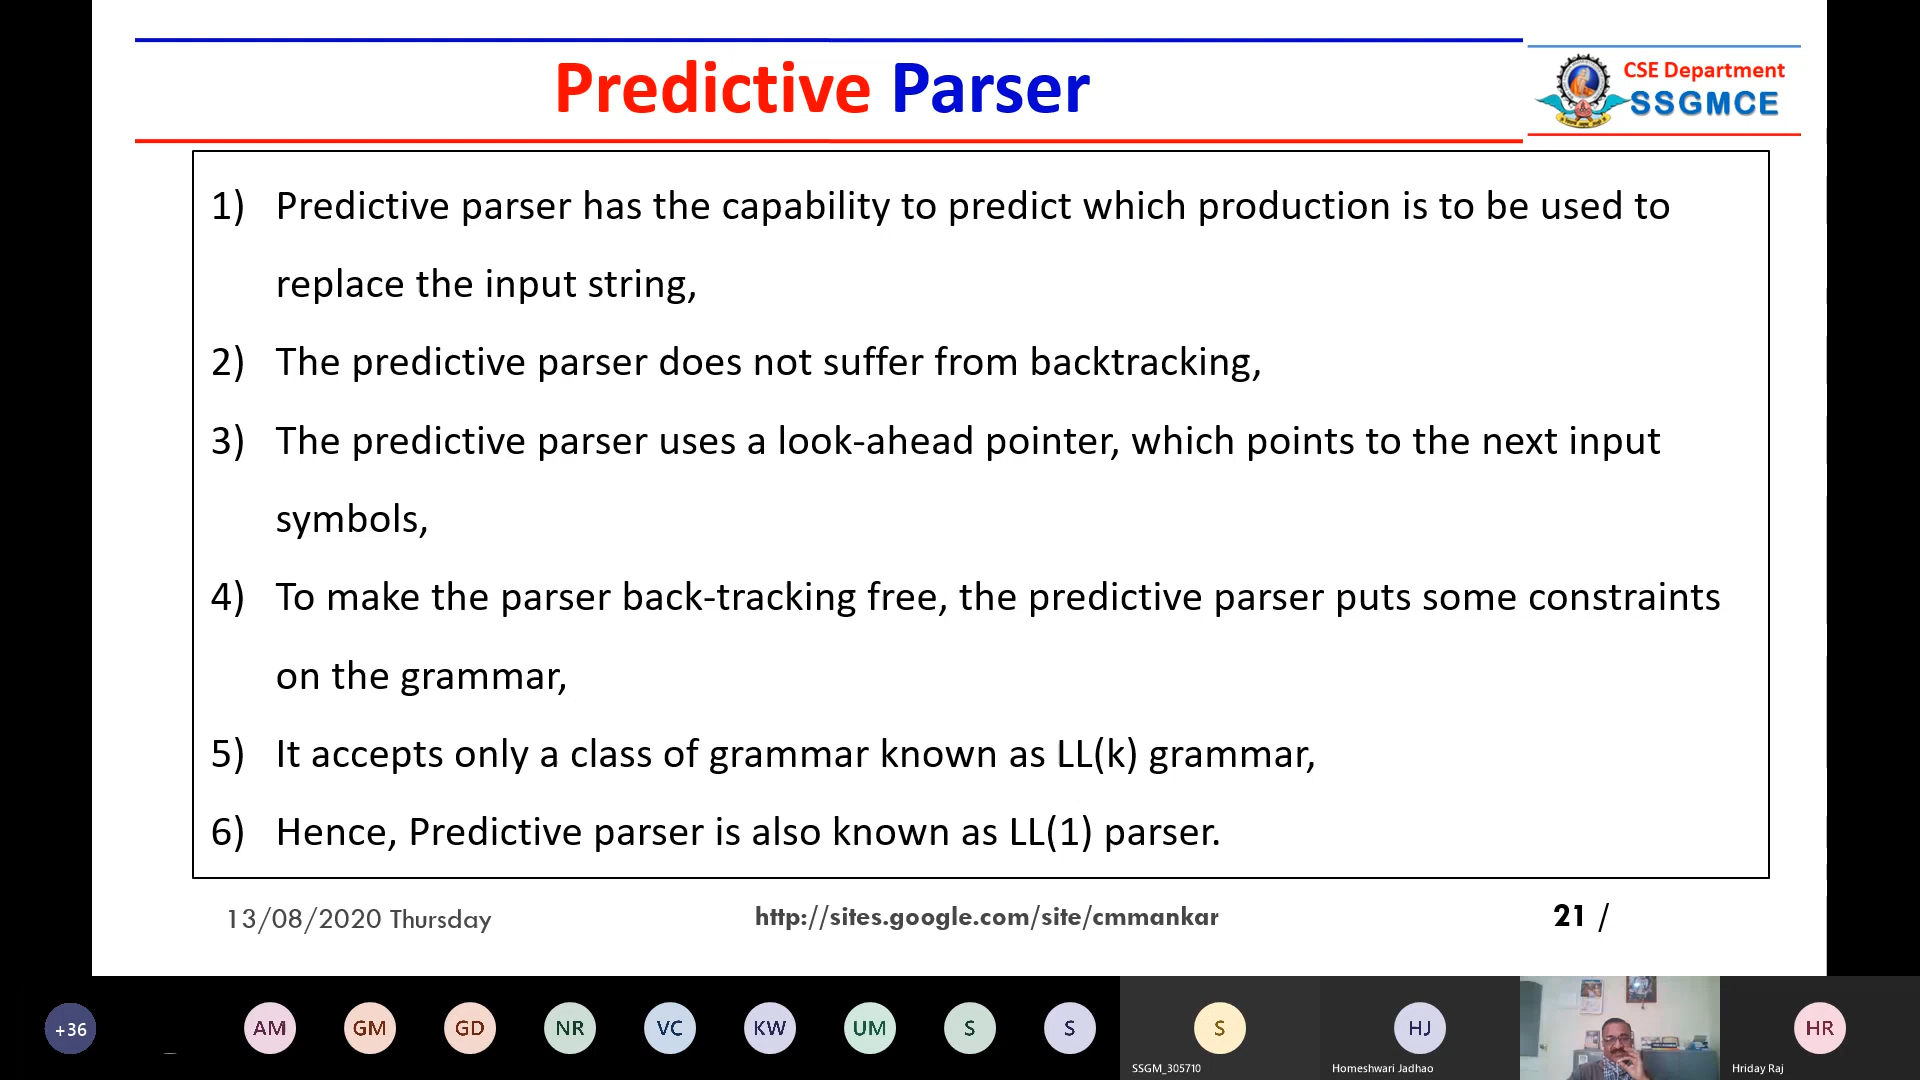 Predictive Parser
CSE Department
SSGMCE
1) Predictive parser has the capability to predict which production is to be used to
replace the input string,
2) The predictive parser does not suffer from backtracking,
3) The predictive parser uses a look-ahead pointer, which points to the next input
symbols,
4) To make the parser back-tracking free, the predictive parser puts some constraints
on the grammar,
5) It accepts only a class of grammar known as LL(k) grammar,
6) Hence, Predictive parser is also known as LL(1) parser.
13/08/2020 Thursday
http://sites.google.com/site/cmmankar
21 /
+36
AM
GM
GD
NR
VC
KW
UM
S
S
S
HJ
HR
SSGM_305710
Homeshwari Jadhao
Hriday Raj